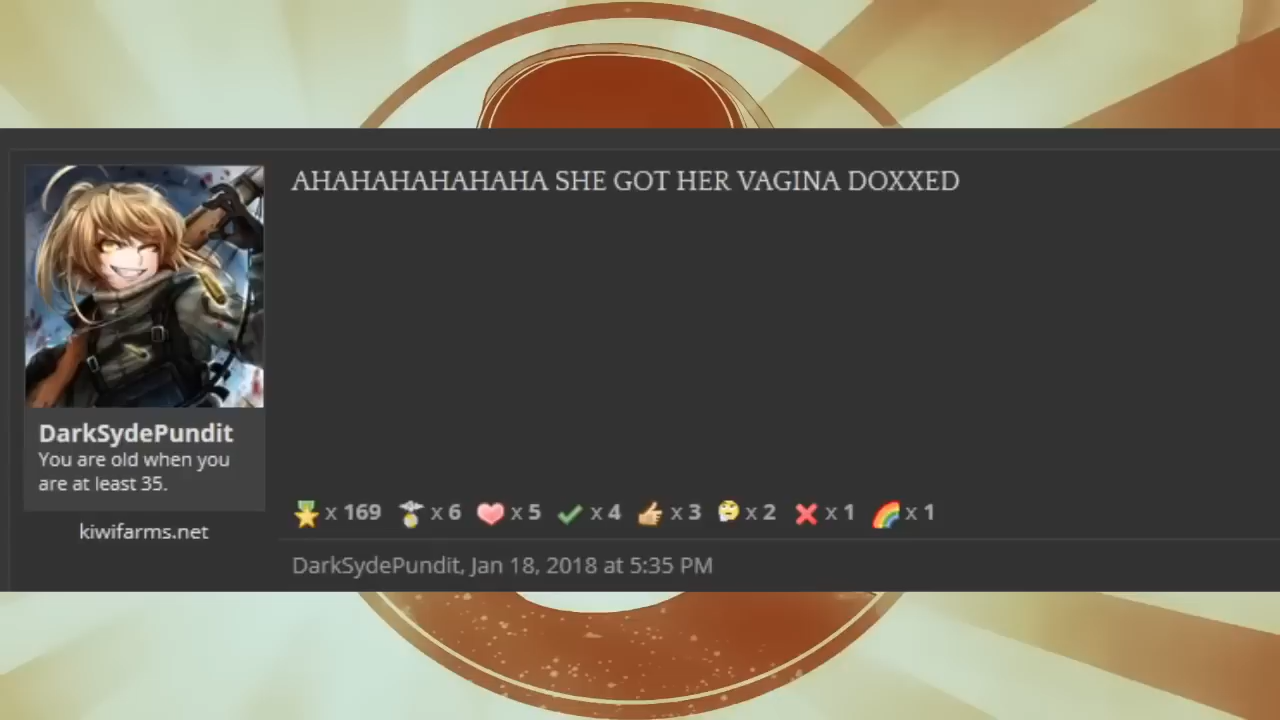 AHAHAHAHAHAHA SHE GOT HER VAGINA DOXXED
DarkSydePundit
You are old when you
are at least 35.
kiwifarms.net
x 169 x 6 x 5 x 4 x 3 x 2 x 1 x 1
DarkSydePundit, Jan 18, 2018 at 5:35 PM